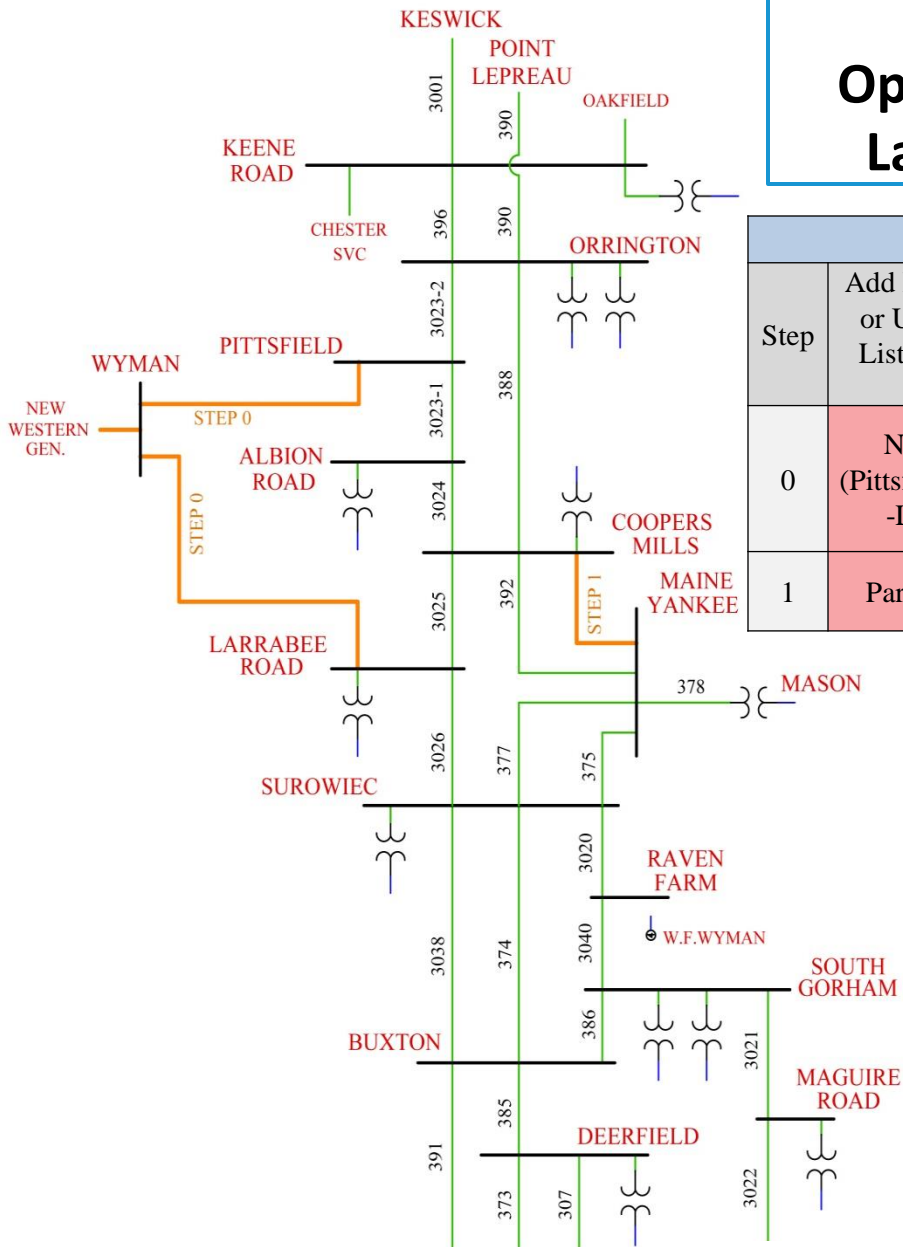 KESWICK
POINT
LEPREAU
3001
390
OAKFIELD
KEENE
ROAD
CHESTER
SVC
396
390
ORRINGTON
3023-2
PITTSFIELD
WYMAN
STEP 0
NEW
WESTERN
GEN.
3023-1
388
ALBION
ROAD
STEP 0
3024
COOPERS
MILLS
3025
392
STEP 1
MAINE
YANKEE
LARRABEE
ROAD
378
MASON
3026
377
375
SUROWIEC
3020
RAVEN
FARM
W.F.WYMAN
3038
374
3040
SOUTH
GORHAM
386
BUXTON
3021
385
MAGUIRE
ROAD
DEERFIELD
391
373
307
3022
Op
La
Step
Add
or U
List
0
N
(Pitts
-L
1
Par